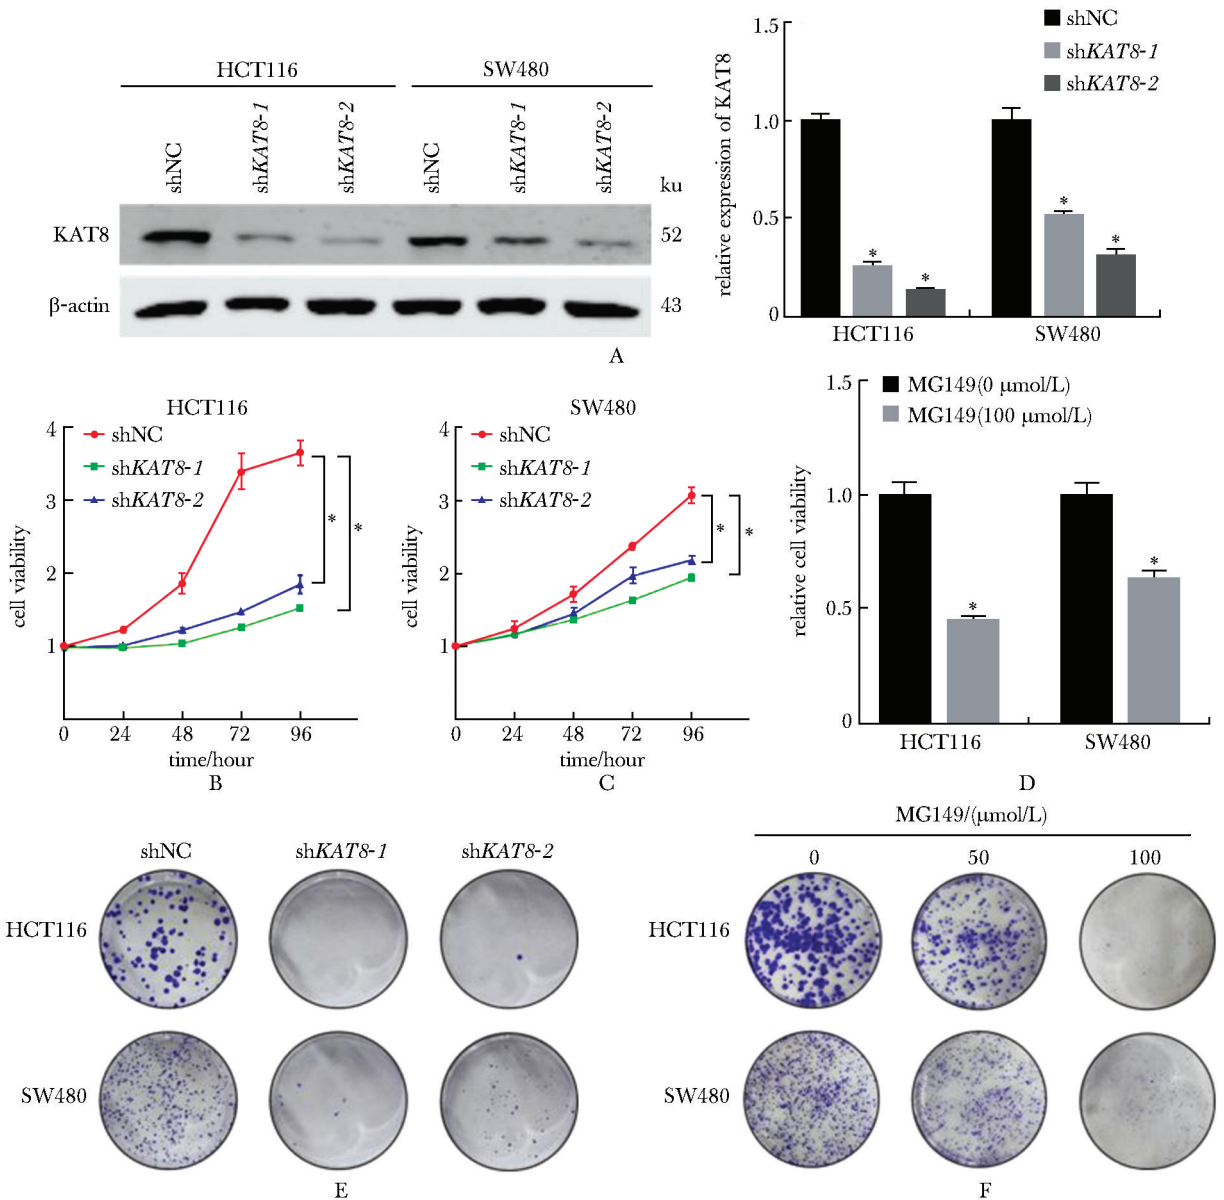 HCT116 SW480
shNC shKAT8-1 shKAT8-2 shNC shKAT8-1 shKAT8-2 ku
KAT8 52
β-actin 43
A
shNC
shKAT8-1
shKAT8-2
relative expression of KAT8
1.5
1.0
0.5
0
* * * *
HCT116 SW480
HCT116
shNC
shKAT8-1
shKAT8-2
cell viability
4
3
2
1
* *
0 24 48 72 96
time/hour
B
SW480
shNC
shKAT8-1
shKAT8-2
cell viability
4
3
2
1
* *
0 24 48 72 96
time/hour
C
MG149(0 μmol/L)
MG149(100 μmol/L)
relative cell viability
1.5
1.0
0.5
0
* *
HCT116 SW480
D
shNC shKAT8-1 shKAT8-2
HCT116
SW480
E
MG149/(μmol/L)
0 50 100
HCT116
SW480
F